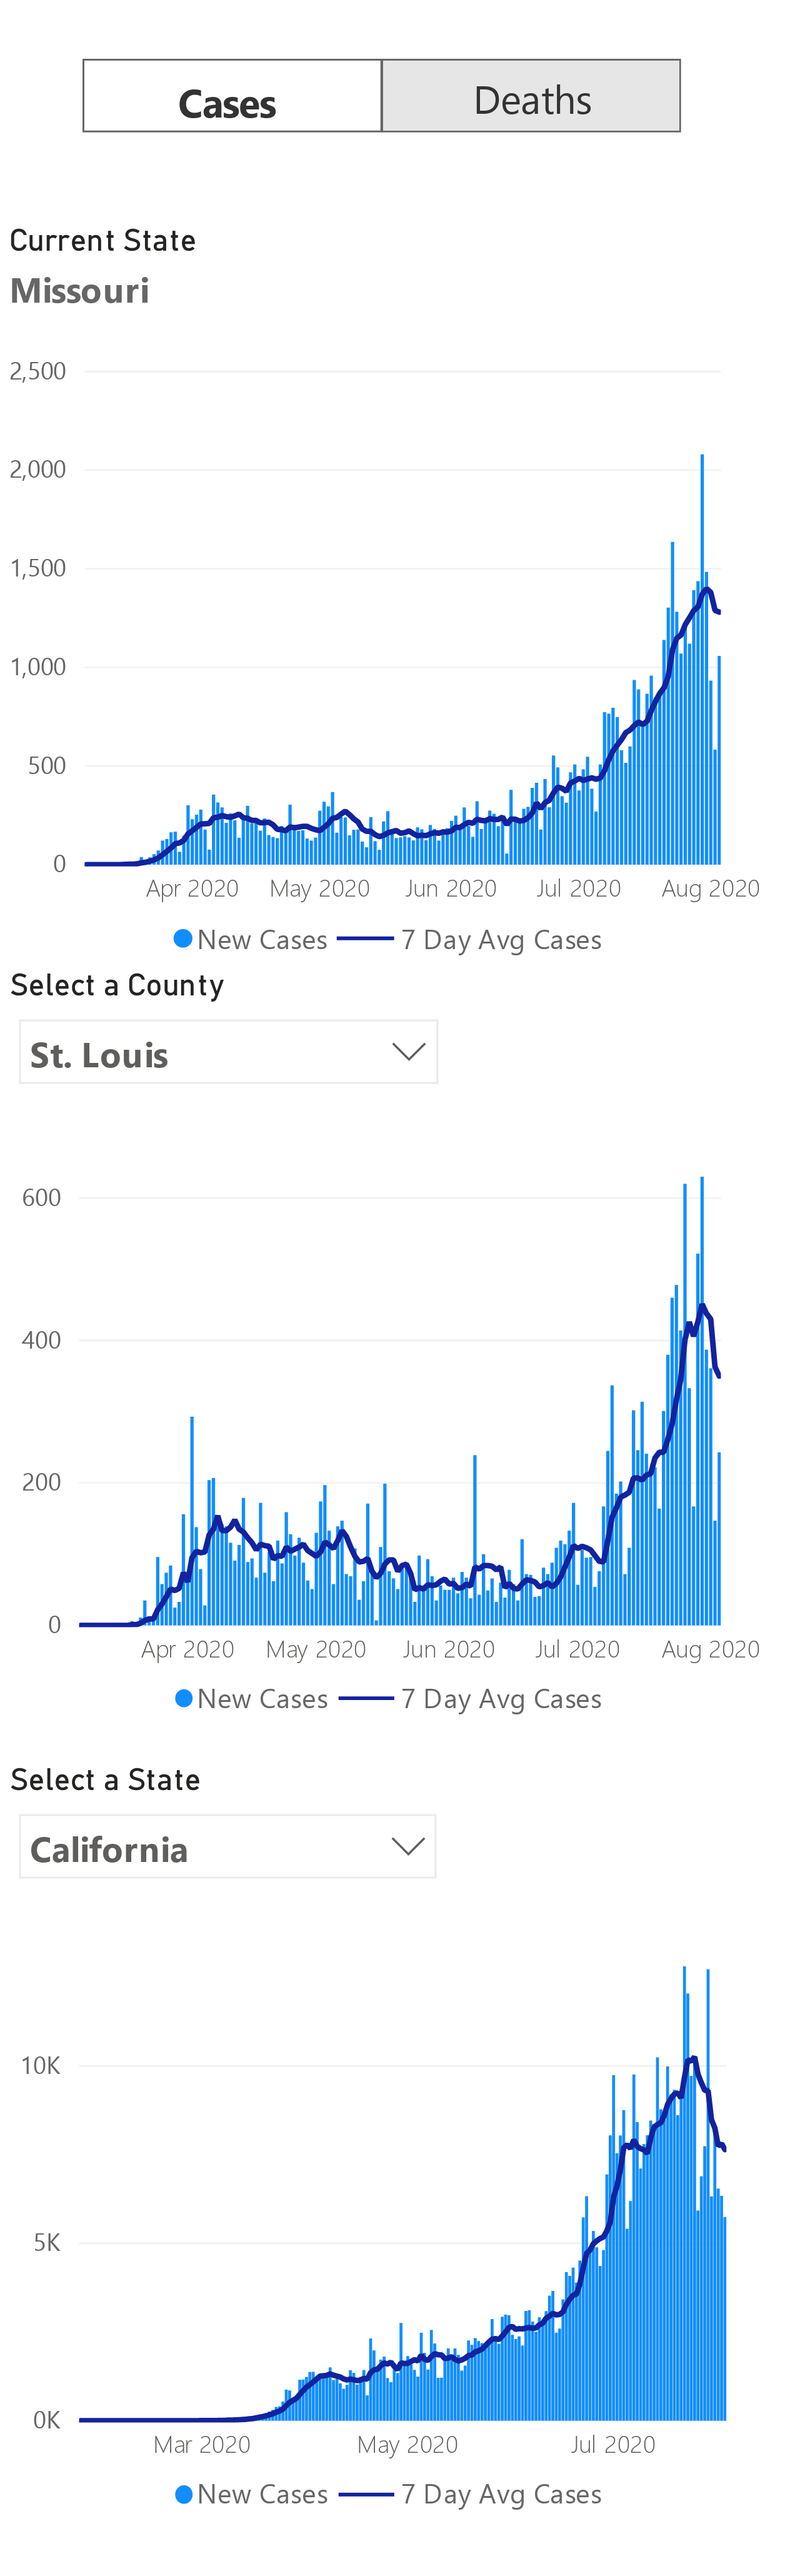 Cases Deaths
Current State
Missouri
2,500
2,000
1,500
1,000
500
0
Apr 2020 May 2020 Jun 2020 Jul 2020 Aug 2020
New Cases 7 Day Avg Cases
Select a County
St. Louis
600
400
200
0
Apr 2020 May 2020 Jun 2020 Jul 2020 Aug 2020
New Cases 7 Day Avg Cases
Select a State
California
10K
5K
0K
Mar 2020 May 2020 Jul 2020
New Cases 7 Day Avg Cases